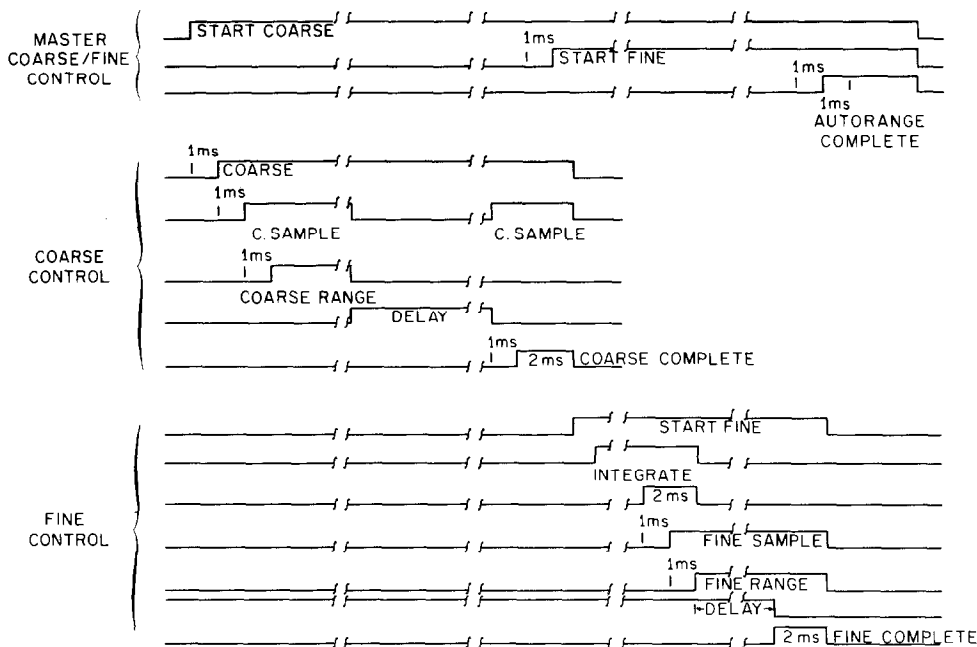 MASTER
COARSE/FINE
CONTROL
START COARSE
1ms
START FINE
1ms
1ms
AUTORANGE
COMPLETE
COARSE
CONTROL
1ms
COARSE
1ms
C. SAMPLE
C. SAMPLE
1ms
COARSE RANGE
DELAY
1ms
2ms
COARSE COMPLETE
FINE
CONTROL
START FINE
INTEGRATE
2ms
1ms
FINE SAMPLE
1ms
FINE RANGE
DELAY
2ms
FINE COMPLETE